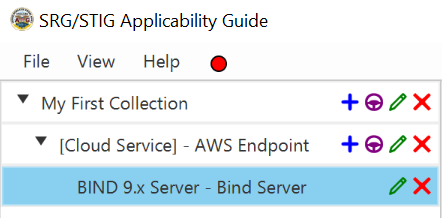 SRG/STIG Applicability Guide
File View Help
My First Collection
[Cloud Service] - AWS Endpoint
BIND 9.x Server - Bind Server